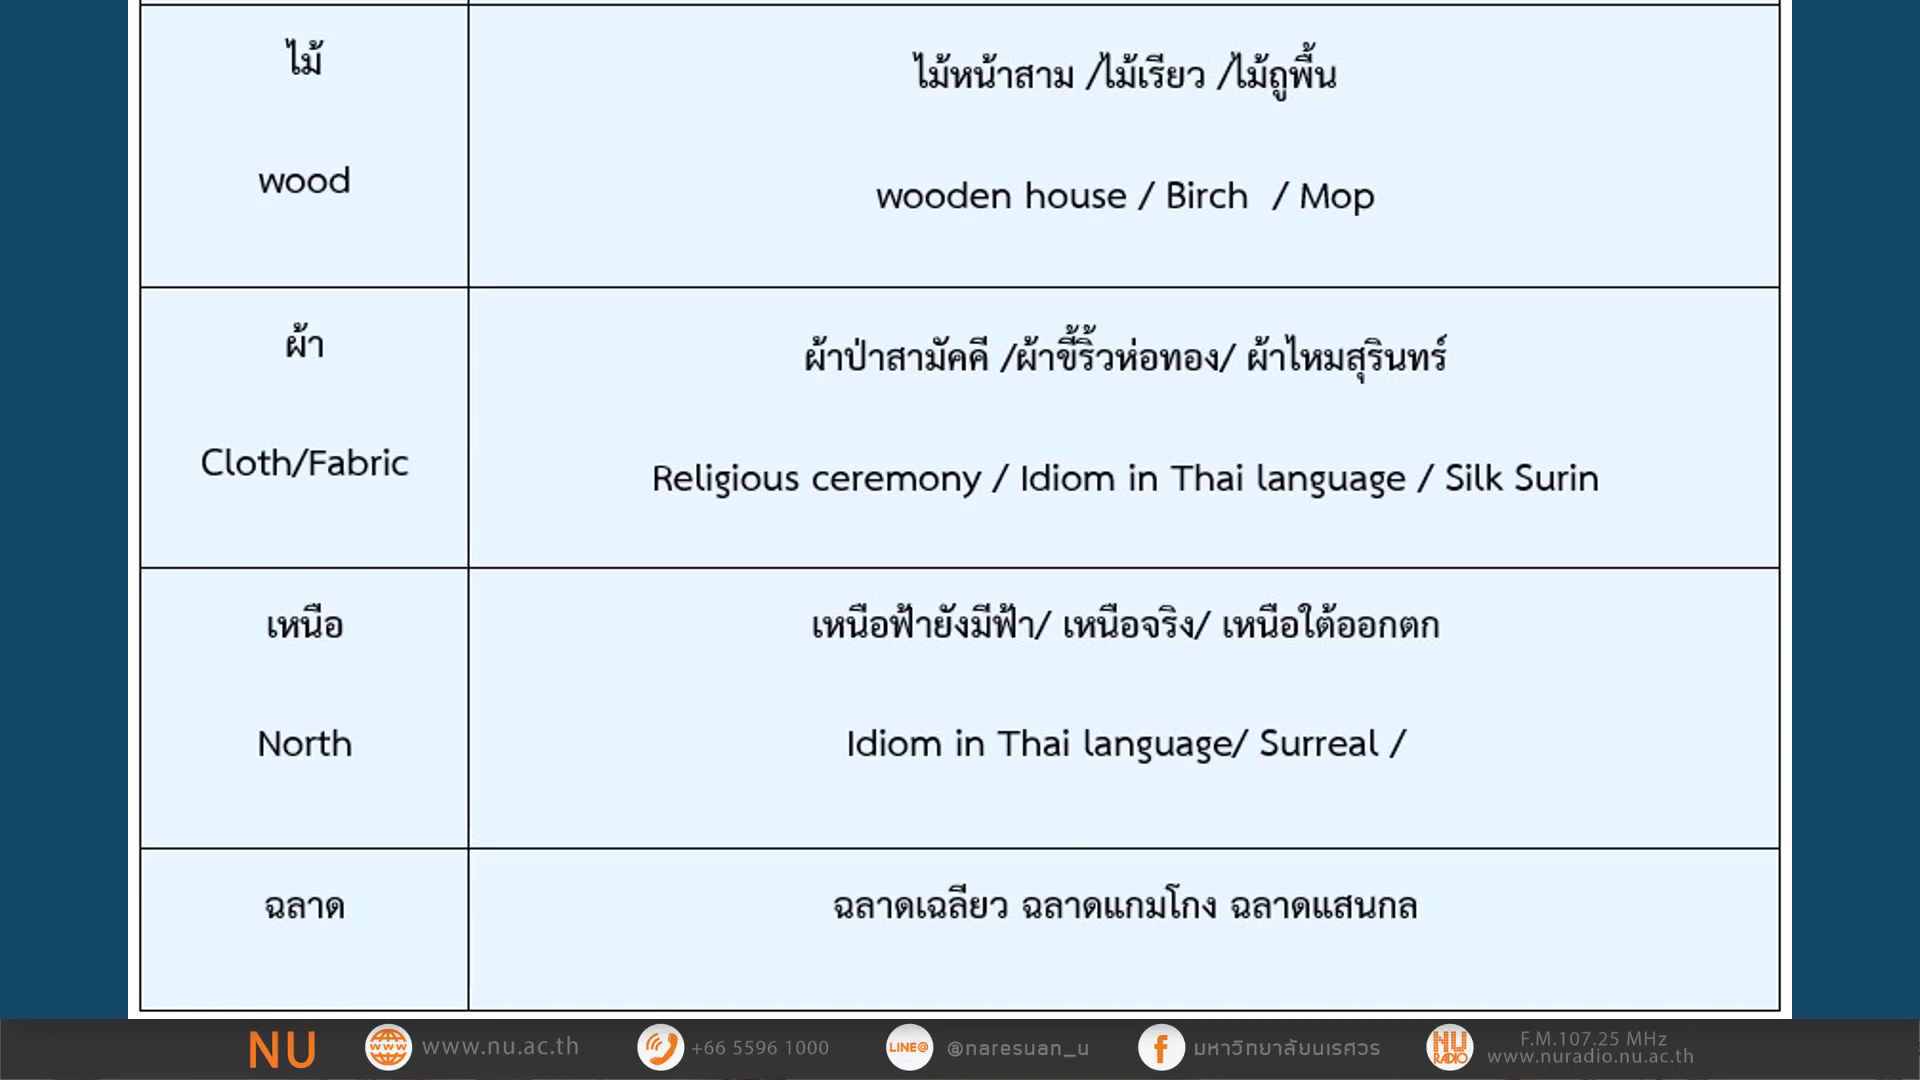 ไม้
ไม้หน้าสาม /ไม้เรียว /ไม้ถูพื้น
wood
wooden house / Birch / Mop
ผ้า
ผ้าป่าสามัคคี /ผ้าขี้ริ้วห่อทอง/ ผ้าไหมสุรินทร์
Cloth/Fabric
Religious ceremony / Idiom in Thai language / Silk Surin
เหนือ
เหนือฟ้ายังมีฟ้า/ เหนือจริง/ เหนือใต้ออกตก
North
Idiom in Thai language/ Surreal /
ฉลาด
ฉลาดเฉลียว ฉลาดแกมโกง ฉลาดแสนกล
NU
www
www.nu.ac.th
+66 5596 1000
LINE@
@naresuan_u
f
มหาวิทยาลัยนเรศวร
NU RADIO
F.M.107.25 MHz
www.nuradio.nu.ac.th